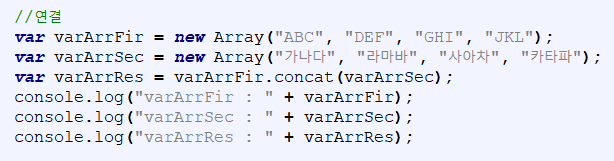 //연결
var varArrFir = new Array("ABC", "DEF", "GHI", "JKL");
var varArrSec = new Array("가나다", "라마바", "사아차", "카타파");
var varArrRes = varArrFir.concat(varArrSec);
console.log("varArrFir : " + varArrFir);
console.log("varArrSec : " + varArrSec);
console.log("varArrRes : " + varArrRes);